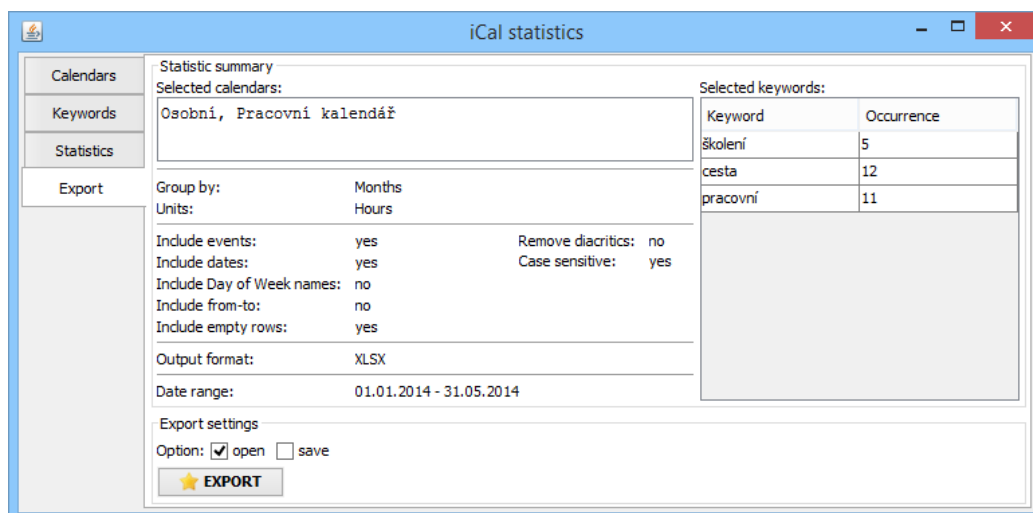 iCal statistics
Calendars
Keywords
Statistics
Export
Statistic summary
Selected calendars:
Osobní, Pracovní kalendář
Group by: Months
Units: Hours
Include events: yes Remove diacritics: no
Include dates: yes Case sensitive: yes
Include Day of Week names: no
Include from-to: no
Include empty rows: yes
Output format: XLSX
Date range: 01.01.2014 - 31.05.2014
Selected keywords:
Keyword Occurrence
školení 5
cesta 12
pracovní 11
Export settings
Option: open save
EXPORT